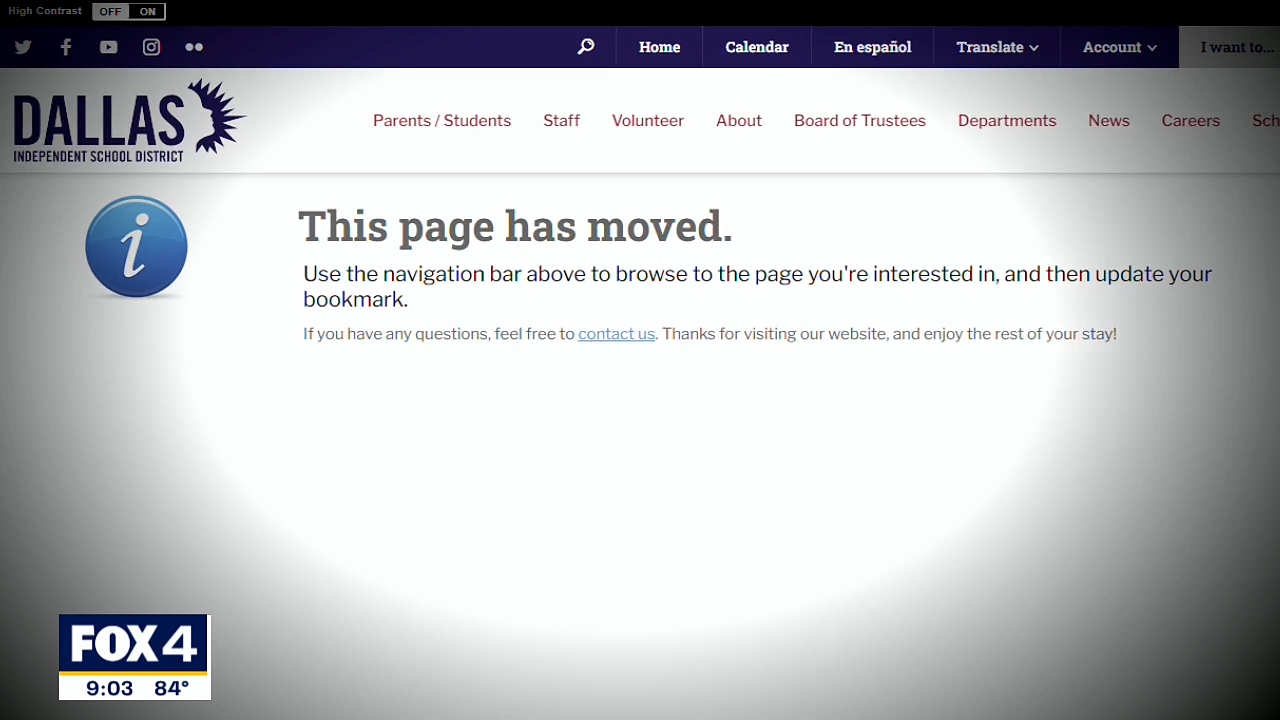 High Contrast OFF ON
Home Calendar En español Translate Account I want to...
DALLAS
INDEPENDENT SCHOOL DISTRICT
Parents / Students Staff Volunteer About Board of Trustees Departments News Careers Sch
This page has moved.
Use the navigation bar above to browse to the page you're interested in, and then update your
bookmark.
If you have any questions, feel free to contact us. Thanks for visiting our website, and enjoy the rest of your stay!
FOX 4
9:03 84°